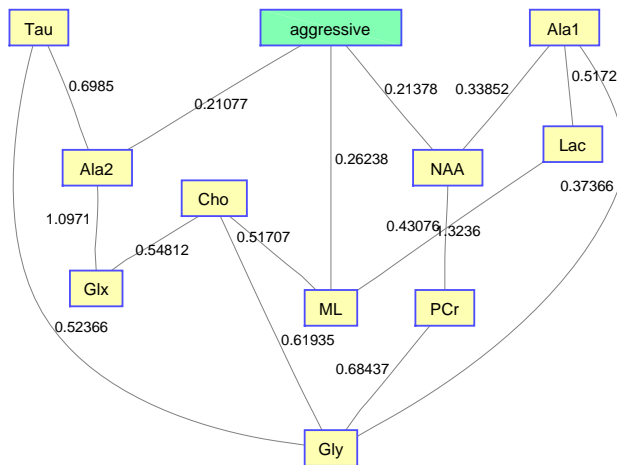 Tau
aggressive
Ala1
0.6985
0.21077
0.21378
0.33852
0.5172
Lac
Ala2
0.26238
NAA
0.37366
Cho
1.0971
0.54812
0.51707
0.43076
1.3236
Glx
ML
PCr
0.52366
0.61935
0.68437
Gly